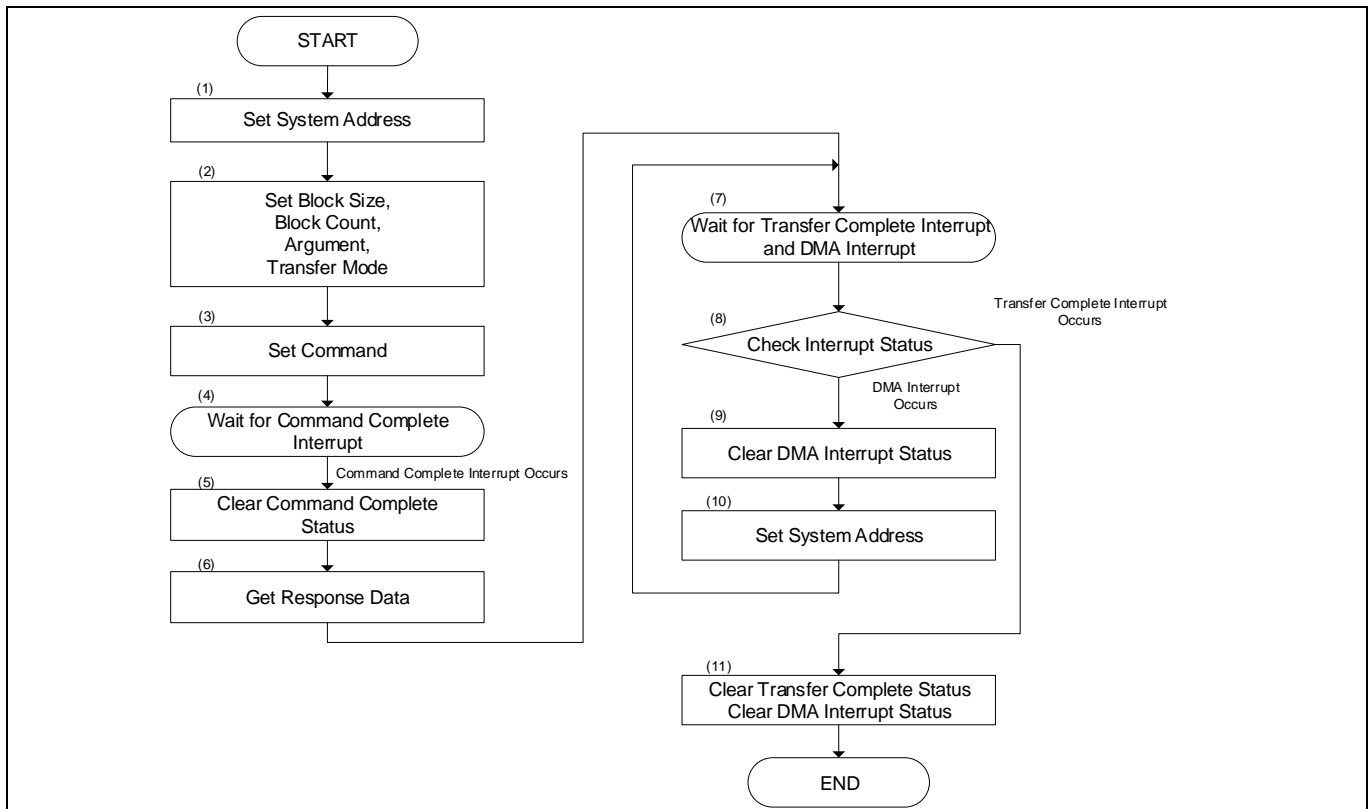 START
(1)
Set System Address
(2)
Set Block Size,
Block Count,
Argument,
Transfer Mode
(3)
Set Command
(4)
Wait for Command Complete
Interrupt
Command Complete Interrupt Occurs
(5)
Clear Command Complete
Status
(6)
Get Response Data
(7)
Wait for Transfer Complete Interrupt
and DMA Interrupt
(8)
Check Interrupt Status
Transfer Complete Interrupt
Occurs
DMA Interrupt
Occurs
(9)
Clear DMA Interrupt Status
(10)
Set System Address
(11)
Clear Transfer Complete Status
Clear DMA Interrupt Status
END